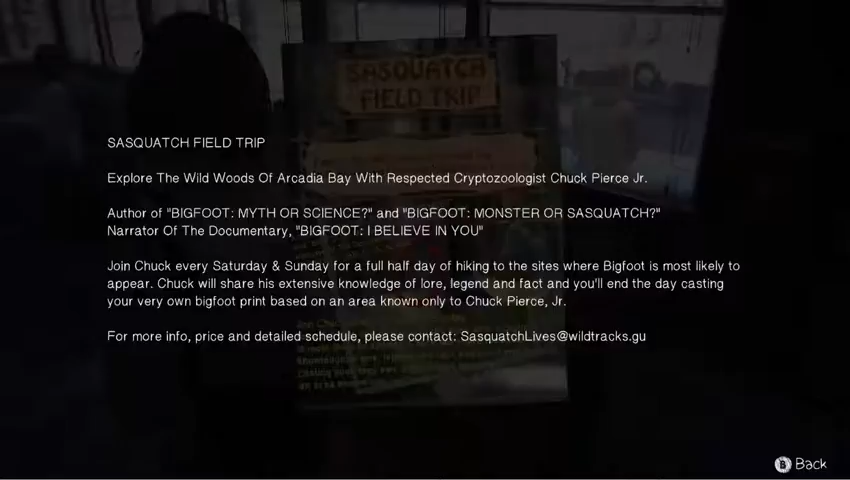 SASQUATCH
FIELD TRIP
SASQUATCH FIELD TRIP
Explore The Wild Woods Of Arcadia Bay With Respected Cryptozoologist Chuck Pierce Jr.
Author of "BIGFOOT: MYTH OR SCIENCE?" and "BIGFOOT: MONSTER OR SASQUATCH?"
Narrator Of The Documentary, "BIGFOOT: I BELIEVE IN YOU"
Join Chuck every Saturday & Sunday for a full half day of hiking to the sites where Bigfoot is most likely to
appear. Chuck will share his extensive knowledge of lore, legend and fact and you'll end the day casting
your very own bigfoot print based on an area known only to Chuck Pierce, Jr.
For more info, price and detailed schedule, please contact: SasquatchLives@wildtracks.gu
B Back